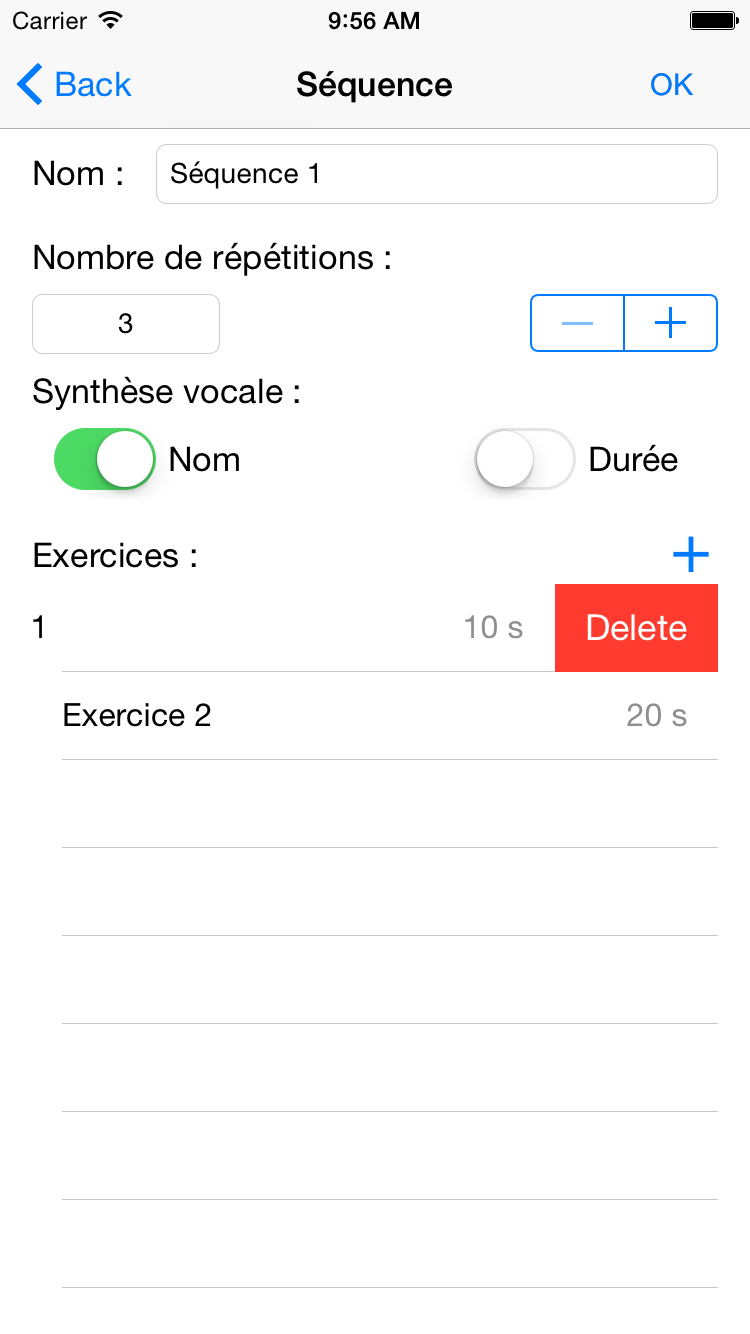 Carrier 9:56 AM
Back Séquence OK
Nom : Séquence 1
Nombre de répétitions :
3
Synthèse vocale :
Nom Durée
Exercices :
1 10 s Delete
Exercice 2 20 s